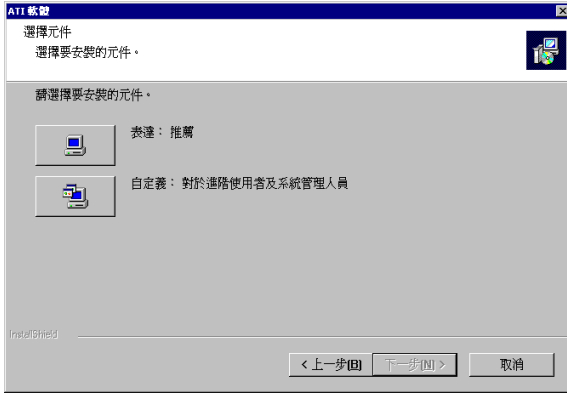 ATI 軟體
選擇元件
選擇要安裝的元件。
請選擇要安裝的元件。
表達： 推薦
自定義： 對於進階使用者及系統管理人員
InstallShield
< 上一步(B)
下一步(N) >
取消